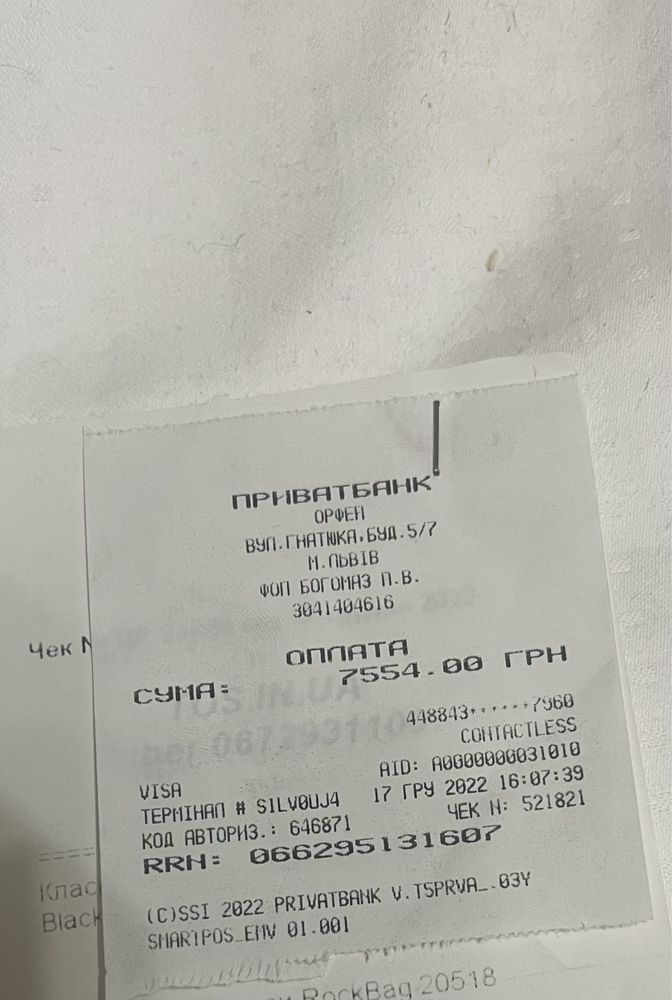 ПРИВАТБАНК
ОРФЕЙ
ВУЛ.ГНАТЮКА,БУД.5/7
М.ЛЬВІВ
ФОП БОГОМАЗ П.В.
3041404616
Чек
ОПЛАТА
СУМА: 7554.00 ГРН
448843******7960
CONTACTLESS
AID: A0000000031010
VISA
ТЕРМІНАЛ # S1LV0UJ4 17 ГРУ 2022 16:07:39
КОД АВТОРИЗ.: 646871 ЧЕК N: 521821
RRN: 066295131607
====
Клас
Black
(C)SSI 2022 PRIVATBANK V.T5PRVA_.03Y
SMARTPOS_EMV 01.001
RockBag 20518